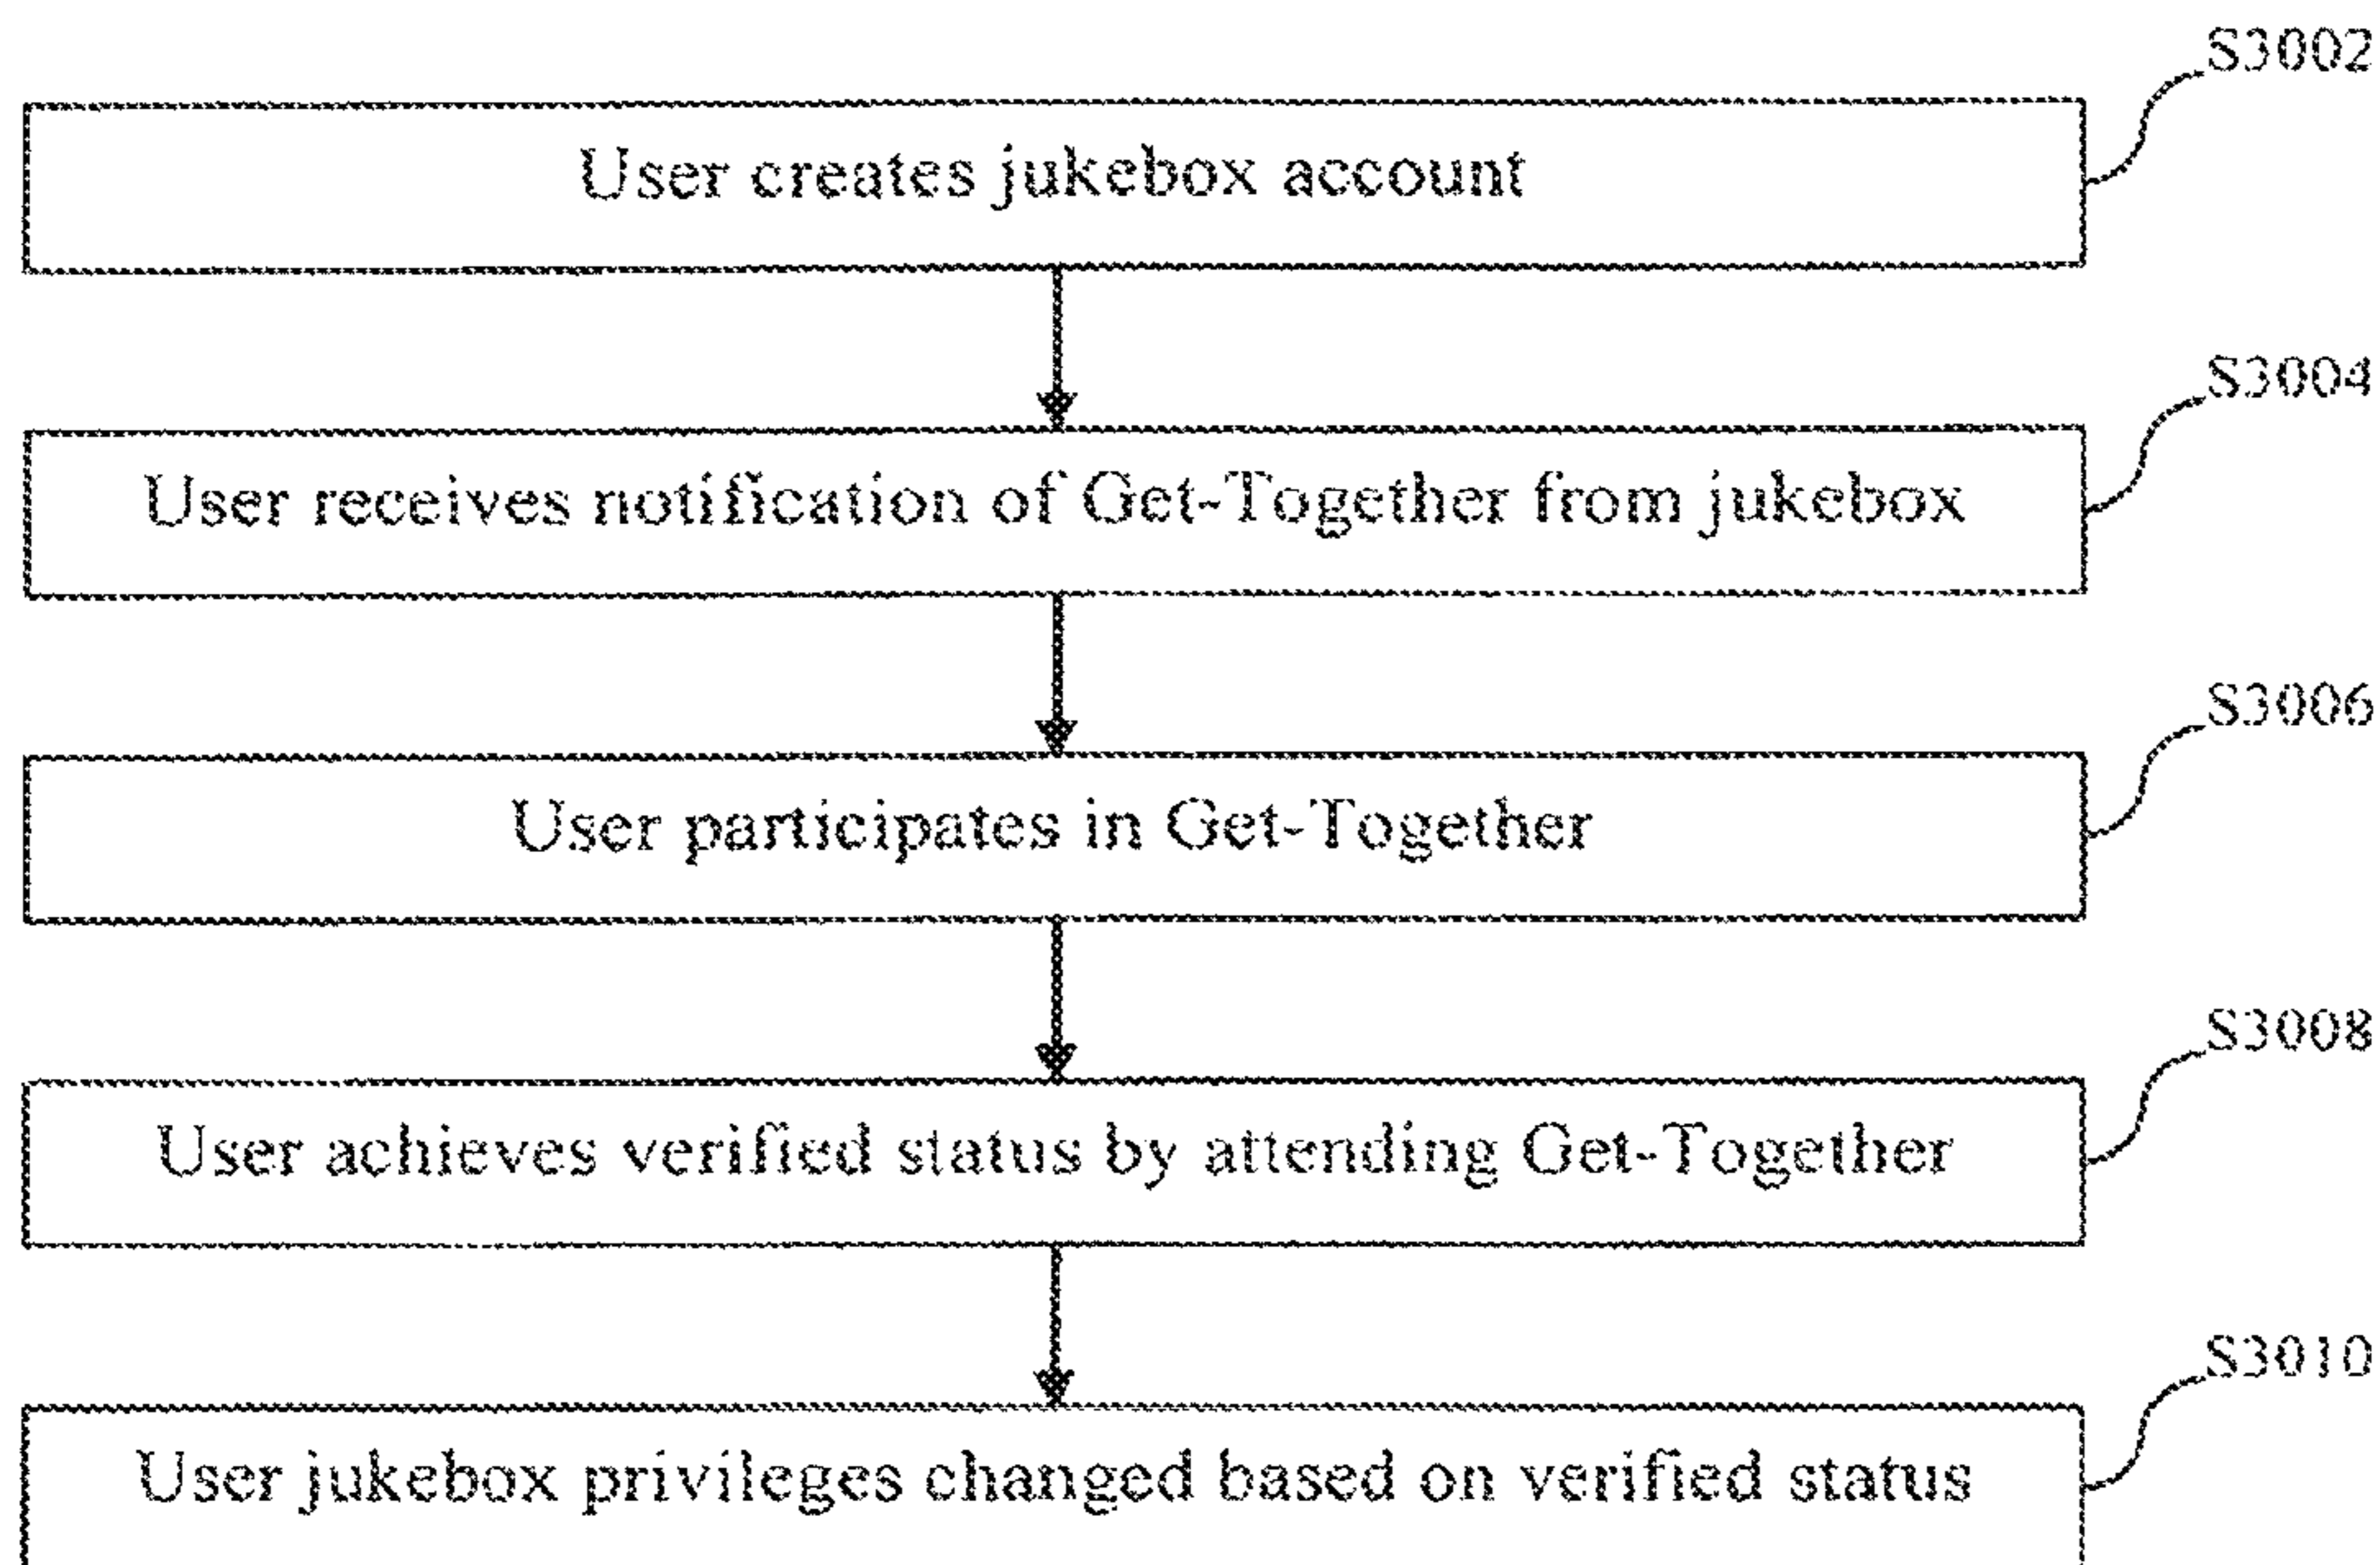 S3002
User creates jukebox account
S3004
User receives notification of Get-Together from jukebox
S3006
User participates in Get-Together
S3008
User achieves verified status by attending Get-Together
S3010
User jukebox privileges changed based on verified status